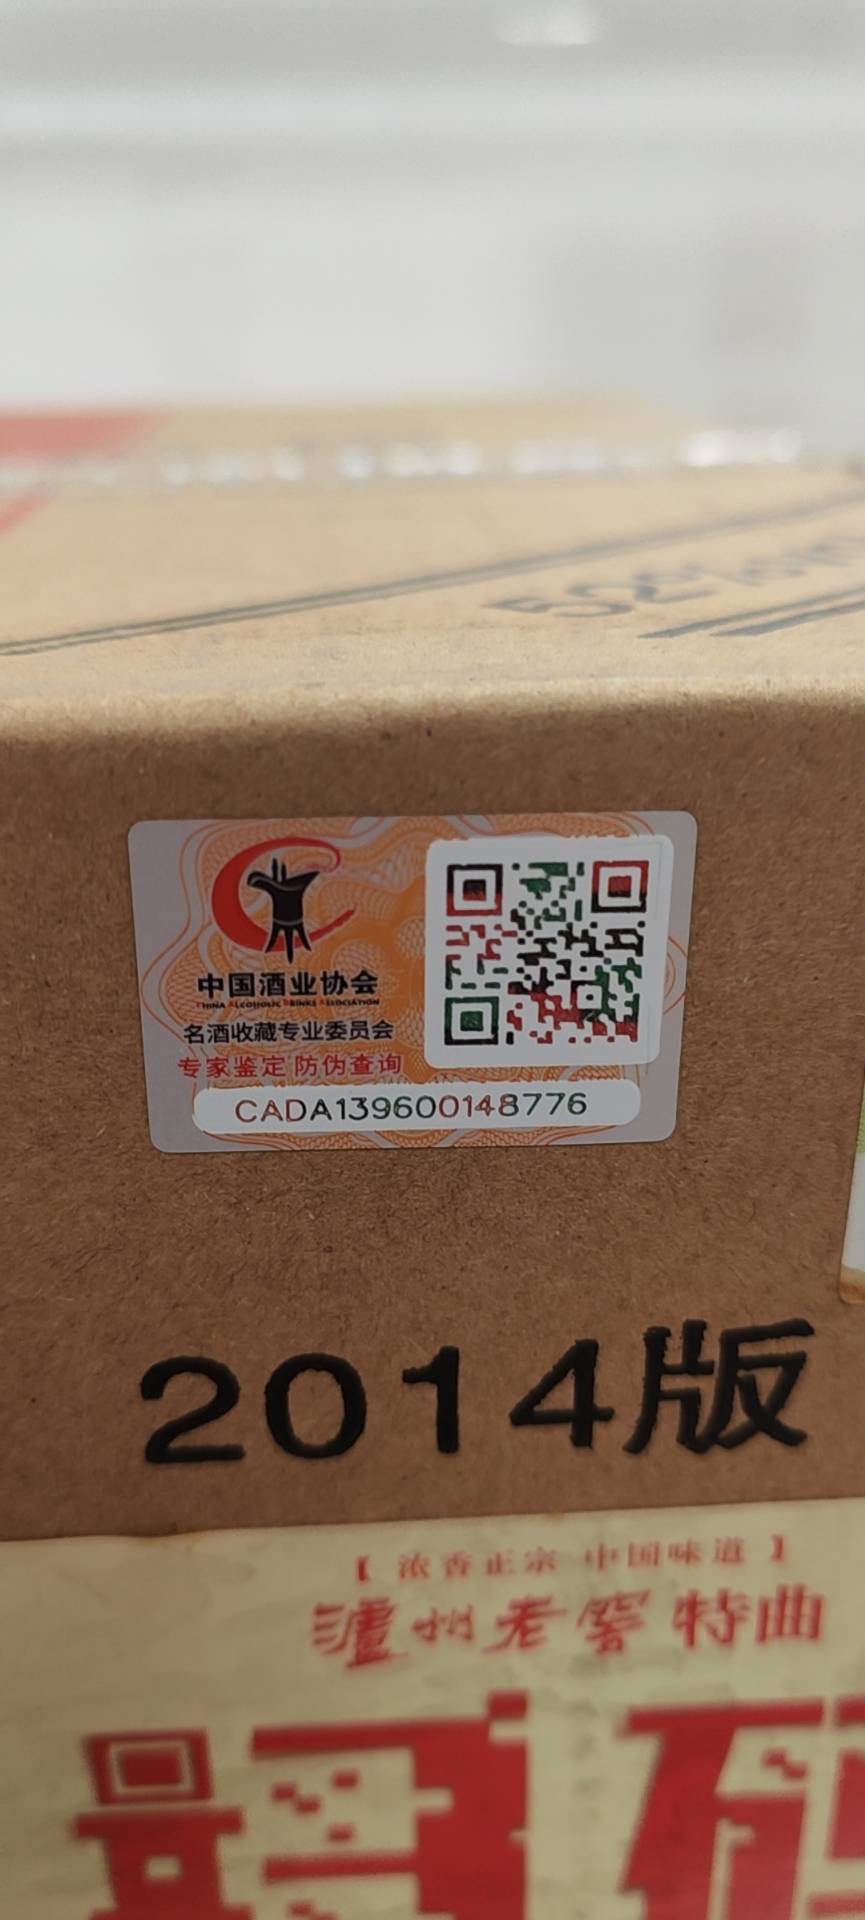 52%vol
中国酒业协会
CHINA ALCOHOLIC DRINKS ASSOCIATION
名酒收藏专业委员会
专家鉴定 防伪查询
CADA139600148776
2014版
【 浓香正宗 中国味道 】
泸州老窖特曲